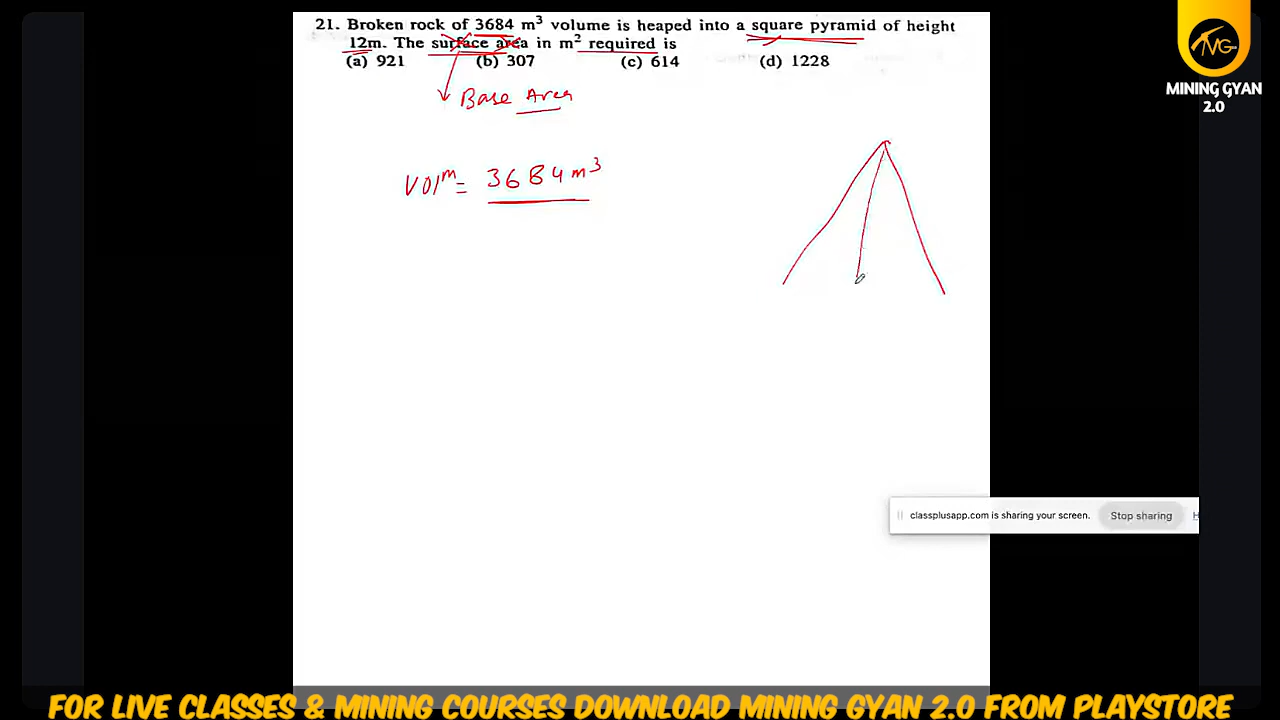 21. Broken rock of 3684 m³ volume is heaped into a square pyramid of height
12m. The surface area in m² required is
(a) 921 (b) 307 (c) 614 (d) 1228
Base Area
Volm = 3684 m³
TVG
MINING GYAN
2.0
classplusapp.com is sharing your screen. Stop sharing
FOR LIVE CLASSES & MINING COURSES DOWNLOAD MINING GYAN 2.0 FROM PLAYSTORE